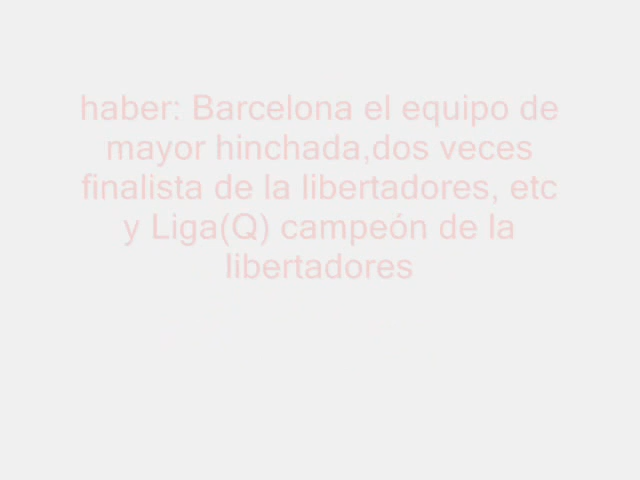 haber: Barcelona el equipo de
mayor hinchada,dos veces
finalista de la libertadores, etc
y Liga(Q) campeón de la
libertadores